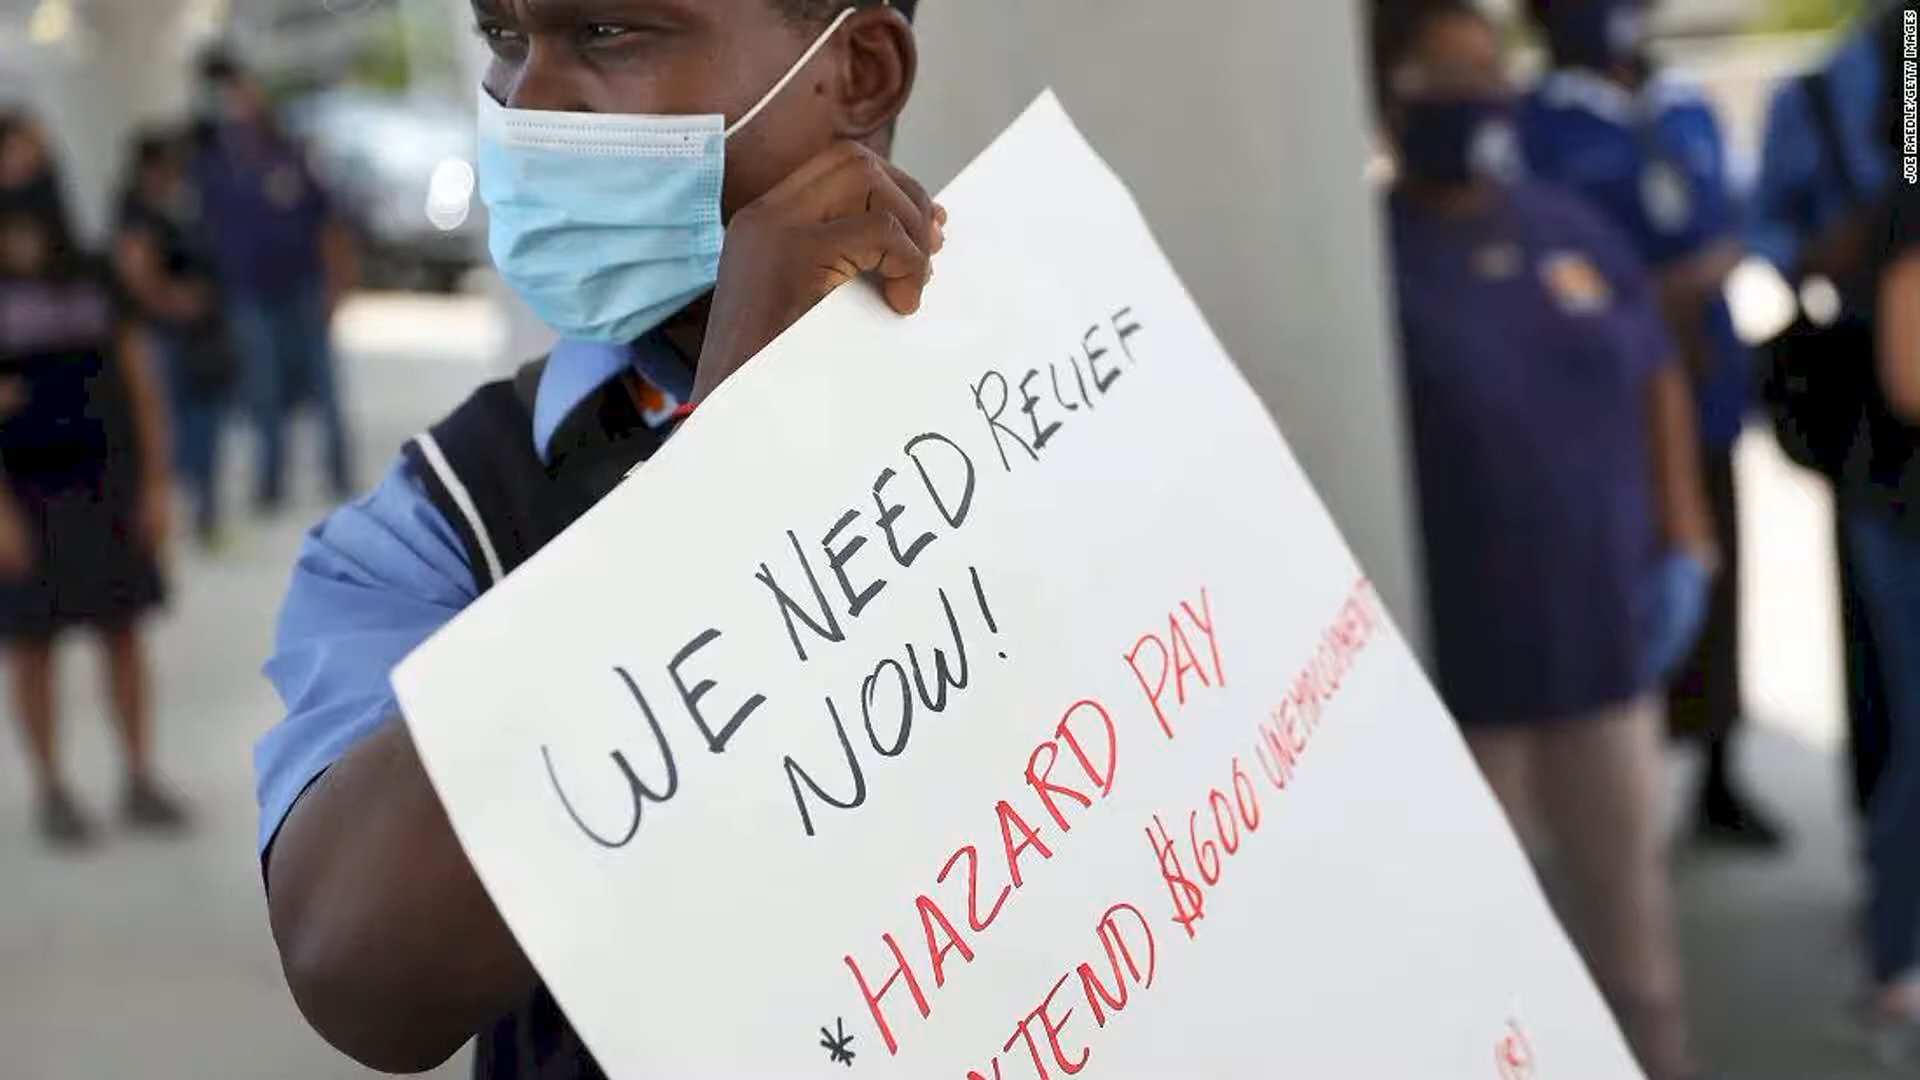 WE NEED RELIEF
NOW!
* HAZARD PAY
XTEND $600 UNEMPLOYMENT
JOE RAEDLE/GETTY IMAGES